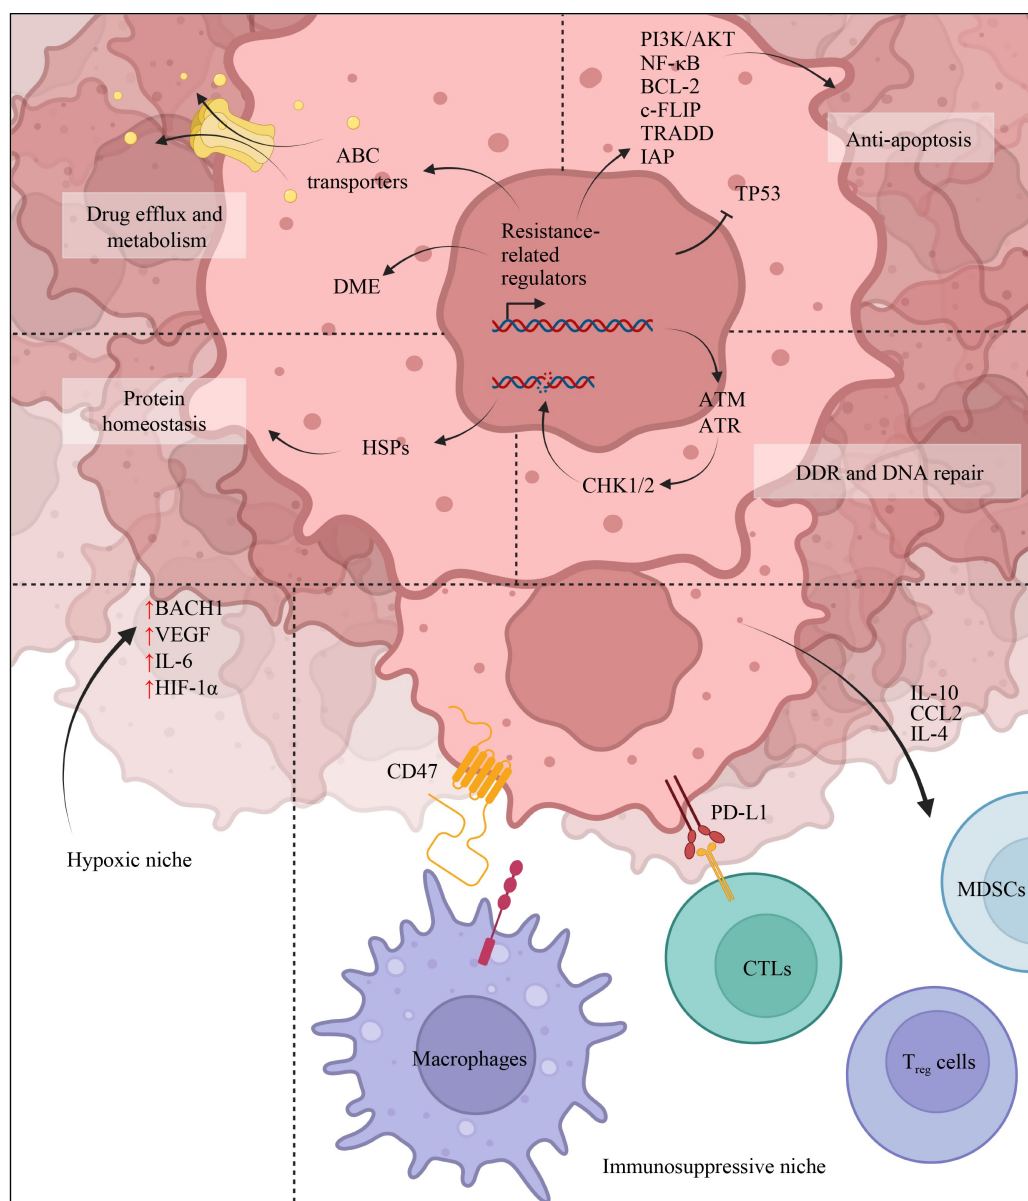 PI3K/AKT
NF-κB
BCL-2
c-FLIP
TRADD
IAP
Anti-apoptosis
ABC
transporters
TP53
Drug efflux and
metabolism
Resistance-
related
regulators
DME
Protein
homeostasis
HSPs
ATM
ATR
CHK1/2
DDR and DNA repair
↑BACH1
↑VEGF
↑IL-6
↑HIF-1α
Hypoxic niche
IL-10
CCL2
IL-4
CD47
PD-L1
MDSCs
CTLs
Macrophages
Treg cells
Immunosuppressive niche